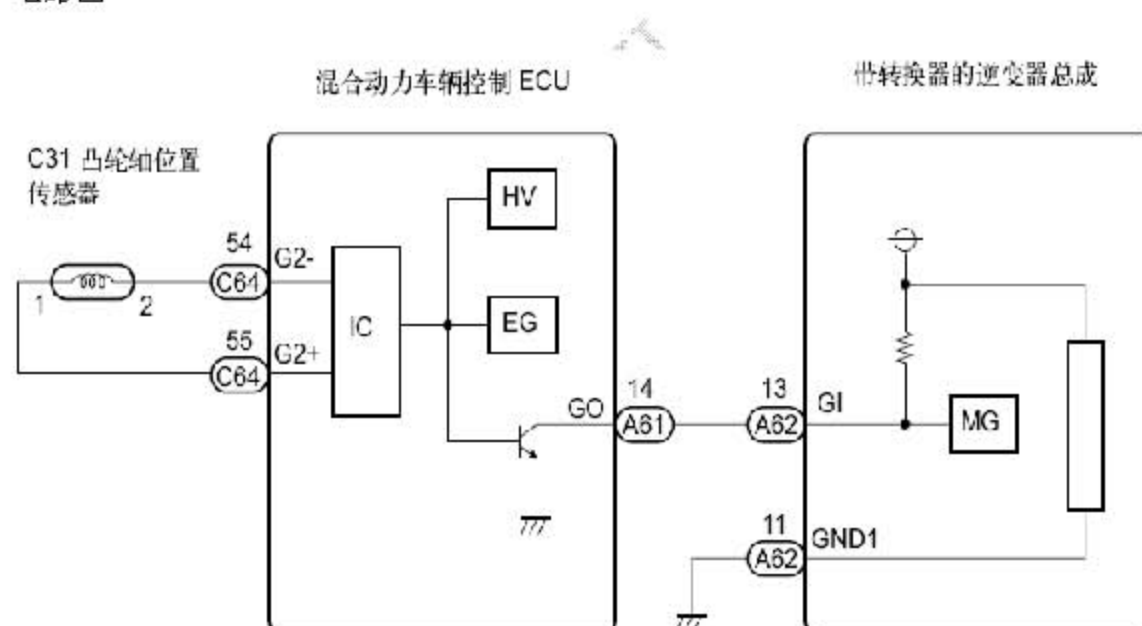 混合动力车辆控制 ECU
带转换器的逆变器总成
C31 凸轮轴位置
传感器
HV
54
G2-
C64
1
2
IC
EG
55
G2+
C64
14
13
GO
GI
A61
A62
MG
11
GND1
A62